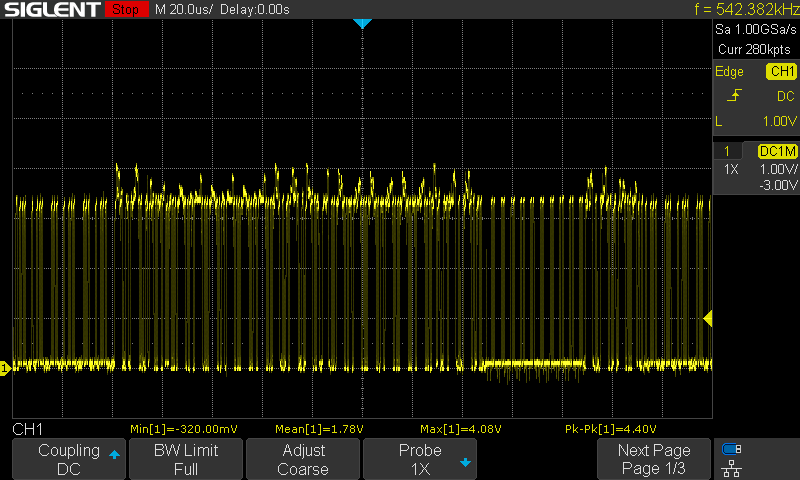 SIGLENT Stop M 20.0us/ Delay:0.00s f = 542.382kHz
Sa 1.00GSa/s
Curr 280kpts
Edge CH1
DC
L 1.00V
1 DC1M
1X 1.00V/
-3.00V
1
CH1 Min[1]=-320.00mV Mean[1]=1.78V Max[1]=4.08V Pk-Pk[1]=4.40V
Coupling BW Limit Adjust Probe Next Page
DC Full Coarse 1X Page 1/3